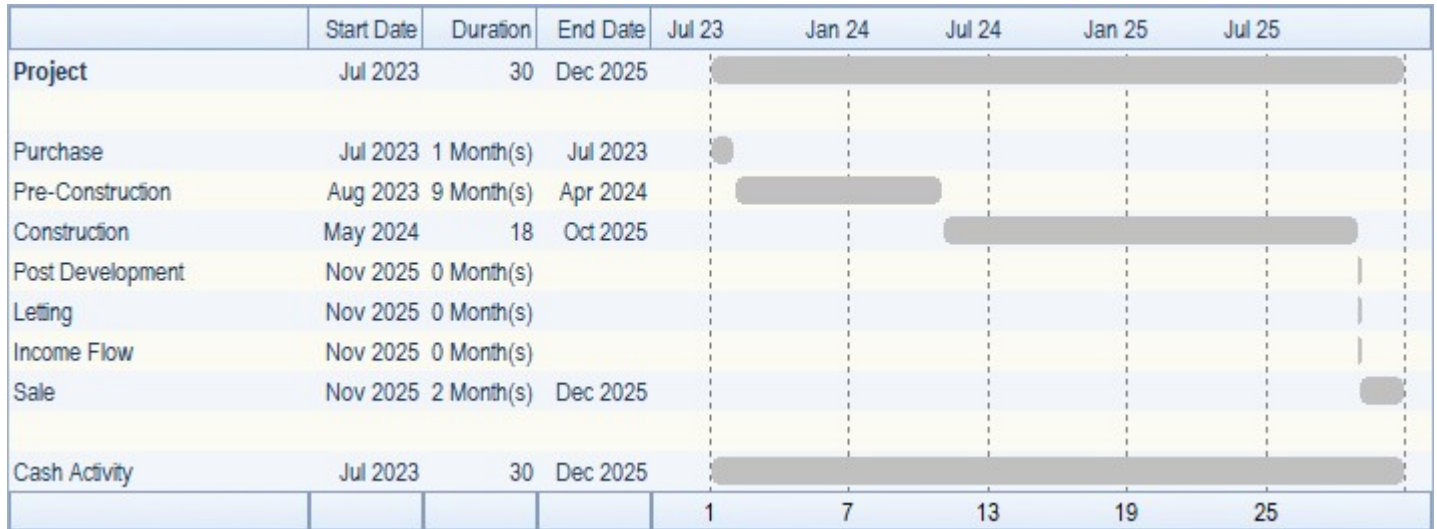 Start Date Duration End Date Jul 23 Jan 24 Jul 24 Jan 25 Jul 25
Project Jul 2023 30 Dec 2025
Purchase Jul 2023 1 Month(s) Jul 2023
Pre-Construction Aug 2023 9 Month(s) Apr 2024
Construction May 2024 18 Oct 2025
Post Development Nov 2025 0 Month(s)
Letting Nov 2025 0 Month(s)
Income Flow Nov 2025 0 Month(s)
Sale Nov 2025 2 Month(s) Dec 2025
Cash Activity Jul 2023 30 Dec 2025
1 7 13 19 25